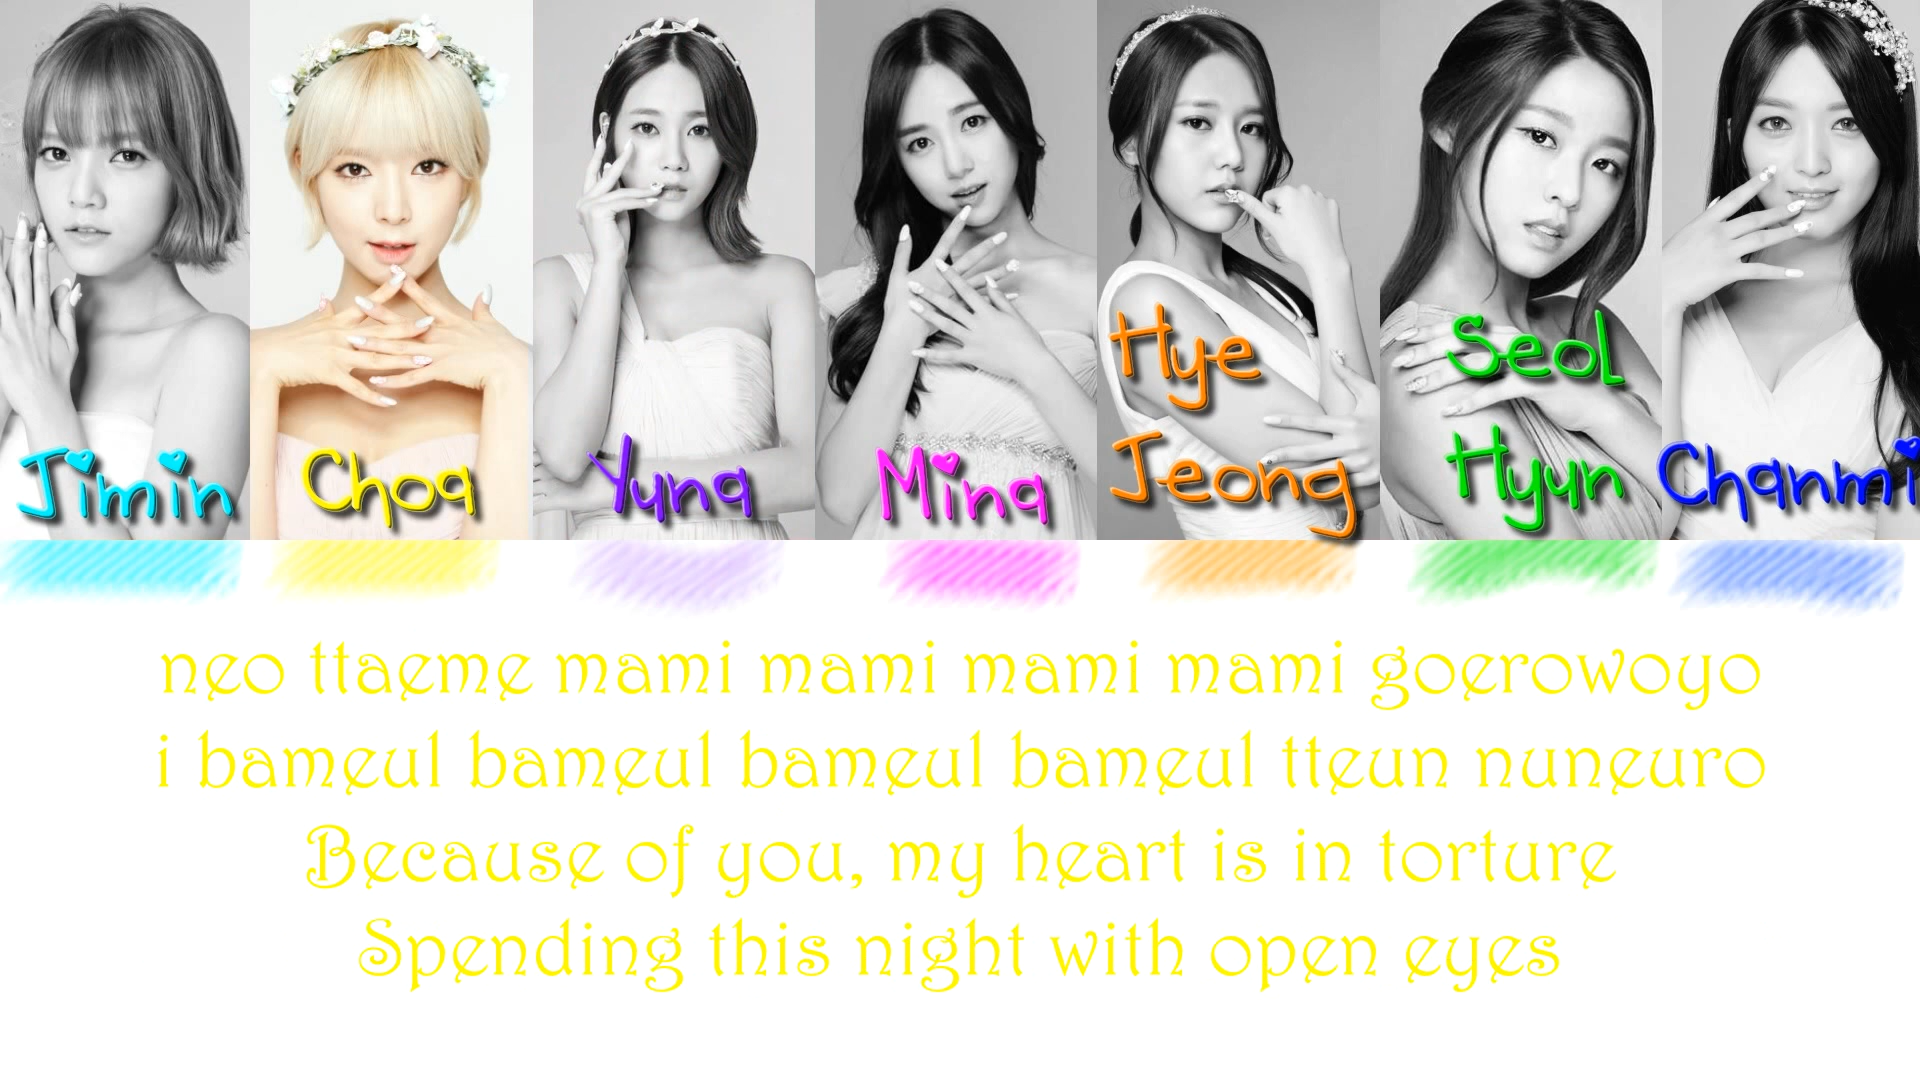 Jimin
Choa
Yuna
Mina
Hye
Jeong
Seol
Hyun
Chanmi
neo ttaeme mami mami mami mami goerowoyo
i bameul bameul bameul bameul tteun nuneuro
Because of you, my heart is in torture
Spending this night with open eyes